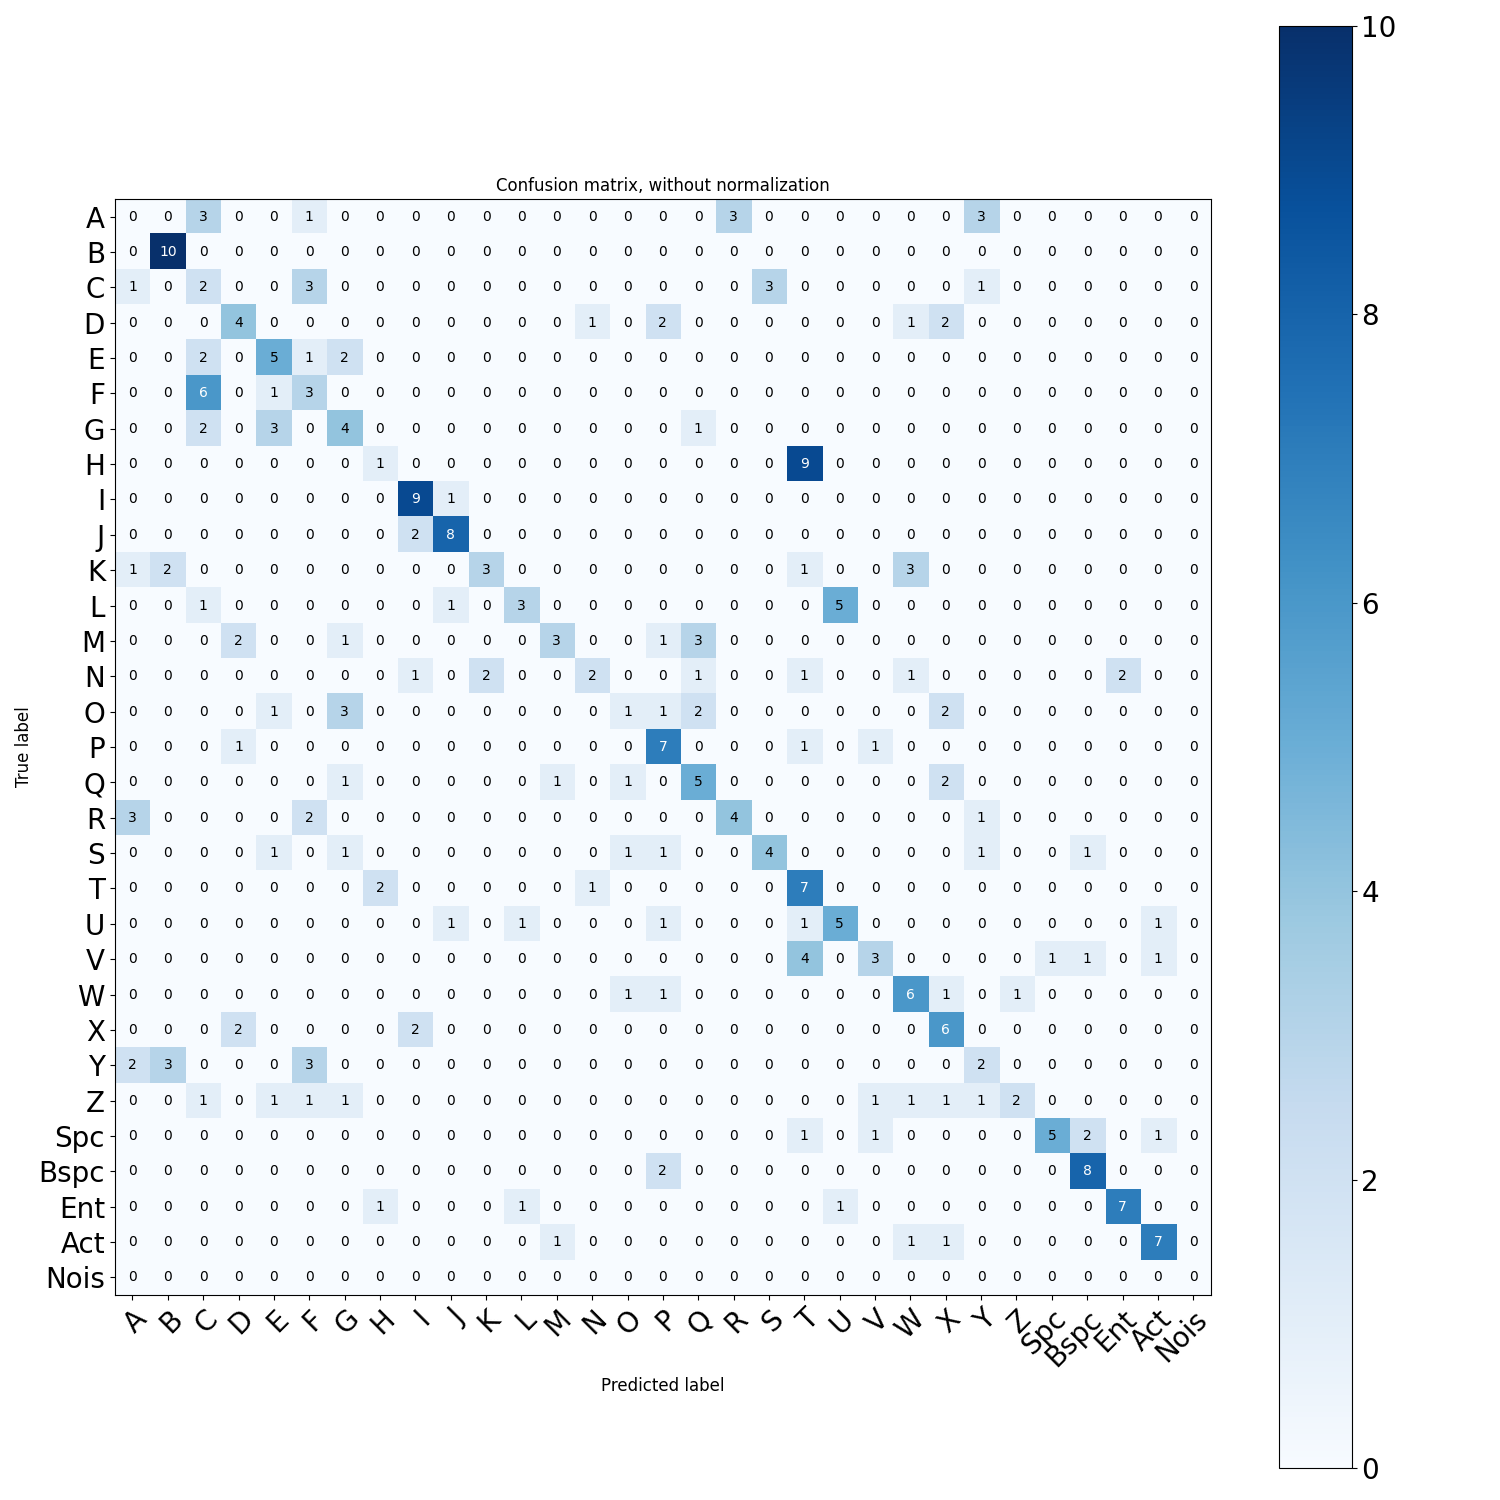 Confusion matrix, without normalization
A 0 0 3 0 0 1 0 0 0 0 0 0 0 0 0 0 0 3 0 0 0 0 0 0 3 0 0 0 0 0 0
B 0 10 0 0 0 0 0 0 0 0 0 0 0 0 0 0 0 0 0 0 0 0 0 0 0 0 0 0 0 0 0
C 1 0 2 0 0 3 0 0 0 0 0 0 0 0 0 0 0 0 3 0 0 0 0 0 1 0 0 0 0 0 0
D 0 0 0 4 0 0 0 0 0 0 0 0 0 1 0 2 0 0 0 0 0 0 1 2 0 0 0 0 0 0 0
E 0 0 2 0 5 1 2 0 0 0 0 0 0 0 0 0 0 0 0 0 0 0 0 0 0 0 0 0 0 0 0
F 0 0 6 0 1 3 0 0 0 0 0 0 0 0 0 0 0 0 0 0 0 0 0 0 0 0 0 0 0 0 0
G 0 0 2 0 3 0 4 0 0 0 0 0 0 0 0 0 1 0 0 0 0 0 0 0 0 0 0 0 0 0 0
H 0 0 0 0 0 0 0 1 0 0 0 0 0 0 0 0 0 0 0 9 0 0 0 0 0 0 0 0 0 0 0
I 0 0 0 0 0 0 0 0 9 1 0 0 0 0 0 0 0 0 0 0 0 0 0 0 0 0 0 0 0 0 0
J 0 0 0 0 0 0 0 0 2 8 0 0 0 0 0 0 0 0 0 0 0 0 0 0 0 0 0 0 0 0 0
K 1 2 0 0 0 0 0 0 0 0 3 0 0 0 0 0 0 0 0 1 0 0 3 0 0 0 0 0 0 0 0
L 0 0 1 0 0 0 0 0 0 1 0 3 0 0 0 0 0 0 0 0 5 0 0 0 0 0 0 0 0 0 0
M 0 0 0 2 0 0 1 0 0 0 0 0 3 0 0 1 3 0 0 0 0 0 0 0 0 0 0 0 0 0 0
N 0 0 0 0 0 0 0 0 1 0 2 0 0 2 0 0 1 0 0 1 0 0 1 0 0 0 0 0 2 0 0
O 0 0 0 0 1 0 3 0 0 0 0 0 0 0 1 1 2 0 0 0 0 0 0 2 0 0 0 0 0 0 0
P 0 0 0 1 0 0 0 0 0 0 0 0 0 0 0 7 0 0 0 1 0 1 0 0 0 0 0 0 0 0 0
Q 0 0 0 0 0 0 1 0 0 0 0 0 1 0 1 0 5 0 0 0 0 0 0 2 0 0 0 0 0 0 0
R 3 0 0 0 0 2 0 0 0 0 0 0 0 0 0 0 0 4 0 0 0 0 0 0 1 0 0 0 0 0 0
S 0 0 0 0 1 0 1 0 0 0 0 0 0 0 1 1 0 0 4 0 0 0 0 0 1 0 0 1 0 0 0
T 0 0 0 0 0 0 0 2 0 0 0 0 0 1 0 0 0 0 0 7 0 0 0 0 0 0 0 0 0 0 0
U 0 0 0 0 0 0 0 0 0 1 0 1 0 0 0 1 0 0 0 1 5 0 0 0 0 0 0 0 0 1 0
V 0 0 0 0 0 0 0 0 0 0 0 0 0 0 0 0 0 0 0 4 0 3 0 0 0 0 1 1 0 1 0
W 0 0 0 0 0 0 0 0 0 0 0 0 0 0 1 1 0 0 0 0 0 0 6 1 0 1 0 0 0 0 0
X 0 0 0 2 0 0 0 0 2 0 0 0 0 0 0 0 0 0 0 0 0 0 0 6 0 0 0 0 0 0 0
Y 2 3 0 0 0 3 0 0 0 0 0 0 0 0 0 0 0 0 0 0 0 0 0 0 2 0 0 0 0 0 0
Z 0 0 1 0 1 1 1 0 0 0 0 0 0 0 0 0 0 0 0 0 0 1 1 1 1 2 0 0 0 0 0
Spc 0 0 0 0 0 0 0 0 0 0 0 0 0 0 0 0 0 0 0 1 0 1 0 0 0 0 5 2 0 1 0
Bspc 0 0 0 0 0 0 0 0 0 0 0 0 0 0 0 2 0 0 0 0 0 0 0 0 0 0 0 8 0 0 0
Ent 0 0 0 0 0 0 0 1 0 0 0 1 0 0 0 0 0 0 0 0 1 0 0 0 0 0 0 0 7 0 0
Act 0 0 0 0 0 0 0 0 0 0 0 0 1 0 0 0 0 0 0 0 0 0 1 1 0 0 0 0 0 7 0
Nois 0 0 0 0 0 0 0 0 0 0 0 0 0 0 0 0 0 0 0 0 0 0 0 0 0 0 0 0 0 0 0
A B C D E F G H I J K L M N O P Q R S T U V W X Y Z Spc Bspc Ent Act Nois
Predicted label
True label
10
8
6
4
2
0